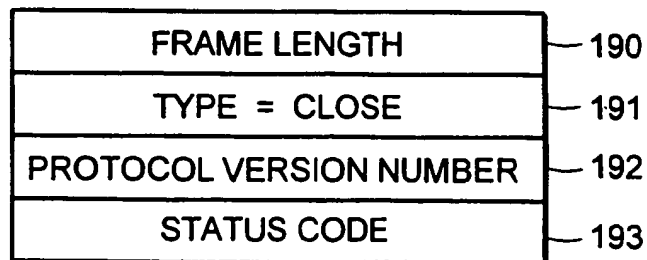 FRAME LENGTH 190
TYPE = CLOSE 191
PROTOCOL VERSION NUMBER 192
STATUS CODE 193